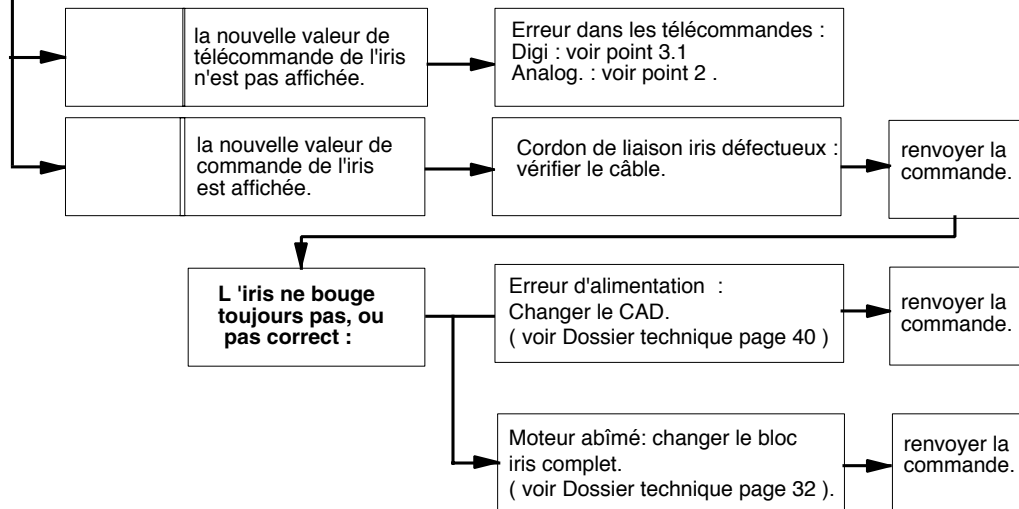 la nouvelle valeur de
télécommande de l'iris
n'est pas affichée.
Erreur dans les télécommandes :
Digi : voir point 3.1
Analog. : voir point 2 .
la nouvelle valeur de
commande de l'iris
est affichée.
Cordon de liaison iris défectueux :
vérifier le câble.
renvoyer la
commande.
L 'iris ne bouge
toujours pas, ou
pas correct :
Erreur d'alimentation :
Changer le CAD.
( voir Dossier technique page 40 )
renvoyer la
commande.
Moteur abîmé: changer le bloc
iris complet.
( voir Dossier technique page 32 ).
renvoyer la
commande.